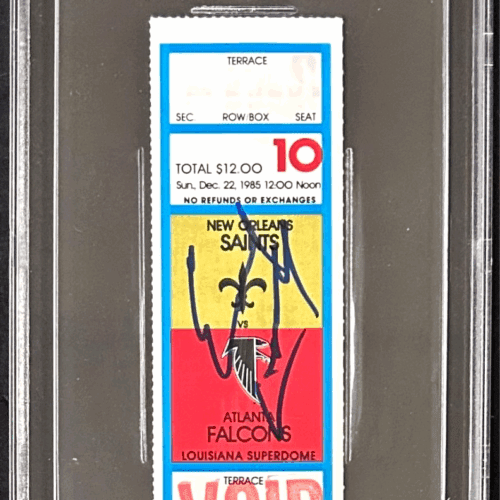 TERRACE
SEC ROW/BOX SEAT
10
TOTAL $12.00
Sun, Dec. 22, 1985 12:00 Noon
NO REFUNDS OR EXCHANGES
NEW ORLEANS
SAINTS
VS
ATLANTA
FALCONS
LOUISIANA SUPERDOME
TERRACE
VOID